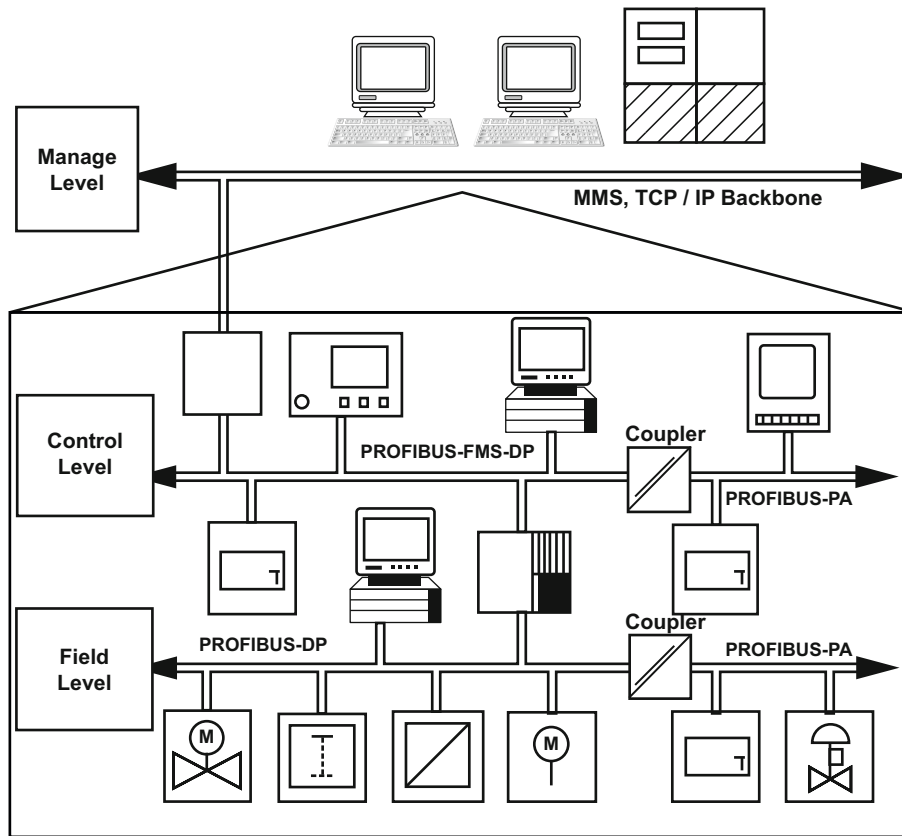 Manage
Level
MMS, TCP / IP Backbone
Control
Level
PROFIBUS-FMS-DP
Coupler
PROFIBUS-PA
Field
Level
PROFIBUS-DP
Coupler
PROFIBUS-PA
M
M